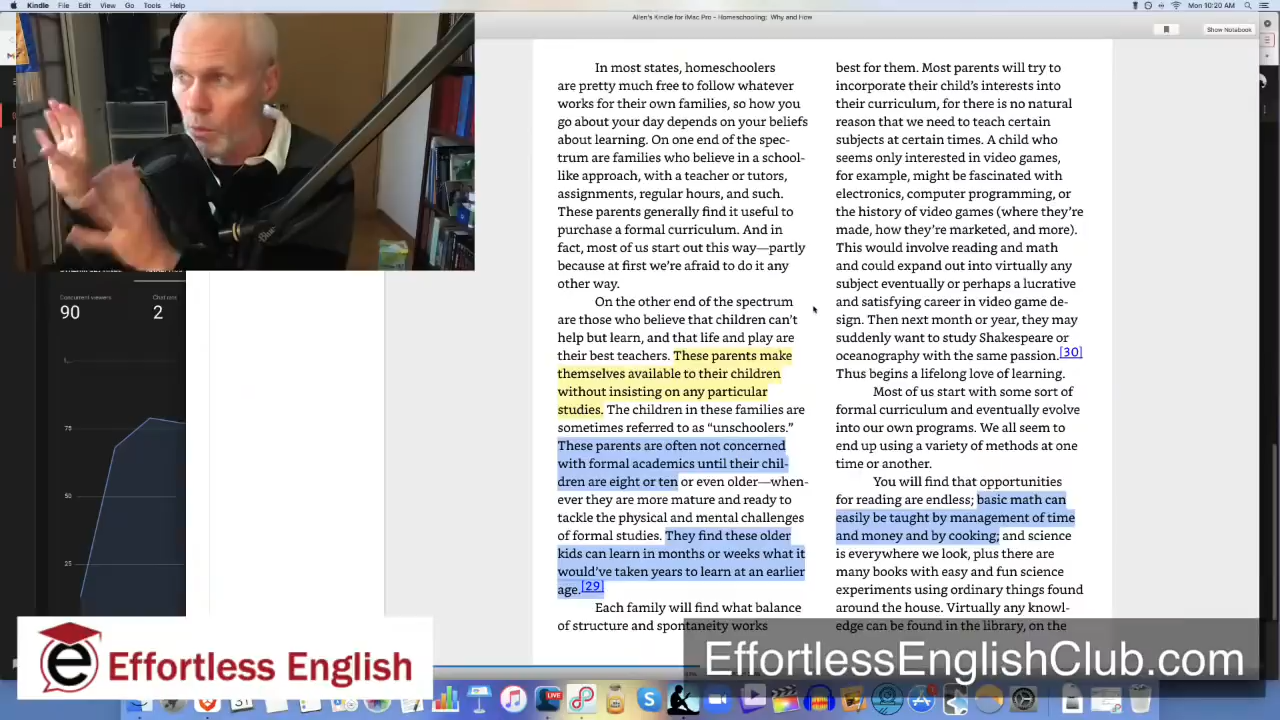 Kindle File Edit View Go Tools Help
Mon 10:20 AM
Allen's Kindle for iMac Pro - Homeschooling: Why and How
Show Notebook
In most states, homeschoolers
are pretty much free to follow whatever
works for their own families, so how you
go about your day depends on your beliefs
about learning. On one end of the spec-
trum are families who believe in a school-
like approach, with a teacher or tutors,
assignments, regular hours, and such.
These parents generally find it useful to
purchase a formal curriculum. And in
fact, most of us start out this way—partly
because at first we're afraid to do it any
other way.
On the other end of the spectrum
are those who believe that children can't
help but learn, and that life and play are
their best teachers. These parents make
themselves available to their children
without insisting on any particular
studies. The children in these families are
sometimes referred to as “unschoolers.”
These parents are often not concerned
with formal academics until their chil-
dren are eight or ten or even older—when-
ever they are more mature and ready to
tackle the physical and mental challenges
of formal studies. They find these older
kids can learn in months or weeks what it
would've taken years to learn at an earlier
age.[29]
Each family will find what balance
of structure and spontaneity works
best for them. Most parents will try to
incorporate their child's interests into
their curriculum, for there is no natural
reason that we need to teach certain
subjects at certain times. A child who
seems only interested in video games,
for example, might be fascinated with
electronics, computer programming, or
the history of video games (where they're
made, how they're marketed, and more).
This would involve reading and math
and could expand out into virtually any
subject eventually or perhaps a lucrative
and satisfying career in video game de-
sign. Then next month or year, they may
suddenly want to study Shakespeare or
oceanography with the same passion.[30]
Thus begins a lifelong love of learning.
Most of us start with some sort of
formal curriculum and eventually evolve
into our own programs. We all seem to
end up using a variety of methods at one
time or another.
You will find that opportunities
for reading are endless; basic math can
easily be taught by management of time
and money and by cooking; and science
is everywhere we look, plus there are
many books with easy and fun science
experiments using ordinary things found
around the house. Virtually any knowl-
edge can be found in the library, on the
Concurrent viewers
90
2
75
50
25
e Effortless English
EffortlessEnglishClub.com
LIVE